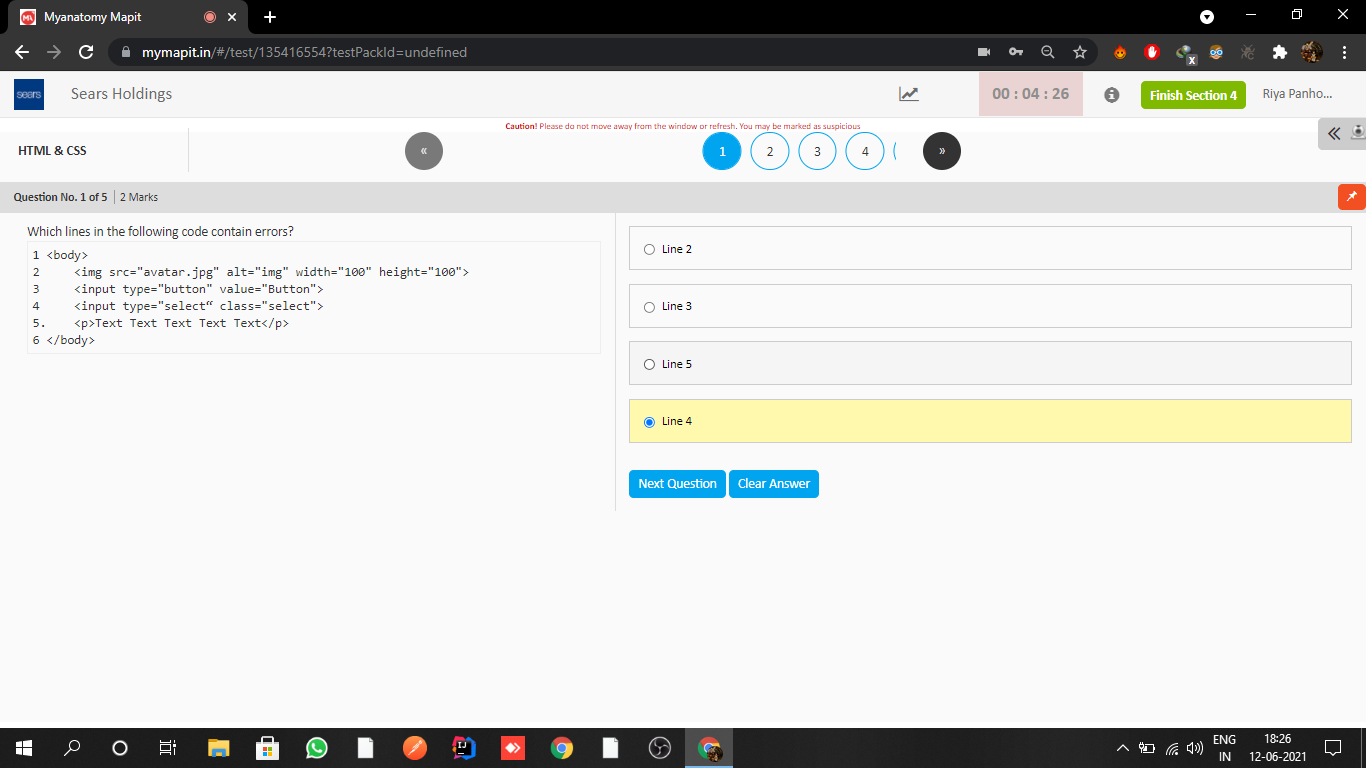 Myanatomy Mapit
mymapit.in/#/test/135416554?testPackId=undefined
sears
Sears Holdings
00 : 04 : 26
Finish Section 4
Riya Panho...
Caution! Please do not move away from the window or refresh, You may be marked as suspicious
HTML & CSS
«
1
2
3
4
»
Question No. 1 of 5
2 Marks
Which lines in the following code contain errors?
1 <body>
2 <img src="avatar.jpg" alt="img" width="100" height="100">
3 <input type="button" value="Button">
4 <input type="select“ class="select">
5. <p>Text Text Text Text Text</p>
6 </body>
Line 2
Line 3
Line 5
Line 4
Next Question
Clear Answer
ENG
IN
18:26
12-06-2021